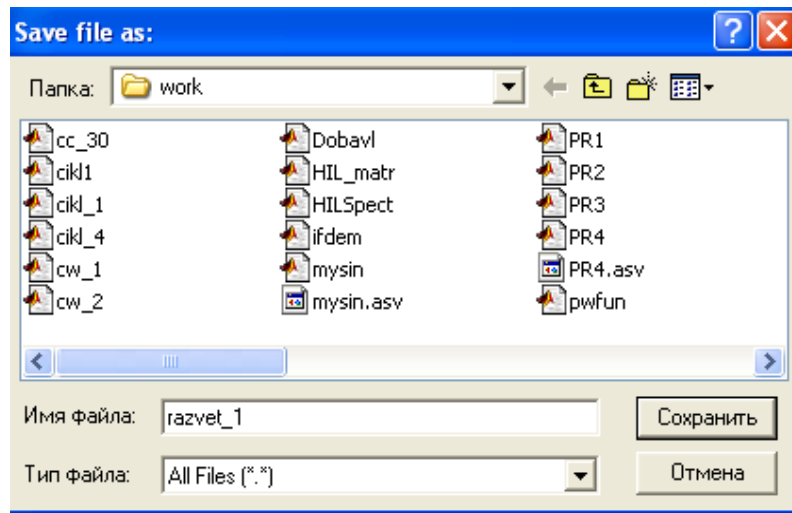 Save file as:
Папка: work
cc_30 Dobavl PR1
cikl1 HIL_matr PR2
cikl_1 HILSpect PR3
cikl_4 ifdem PR4
cw_1 mysin PR4.asv
cw_2 mysin.asv pwfun
Имя файла: razvet_1 Сохранить
Тип файла: All Files (*.*) Отмена